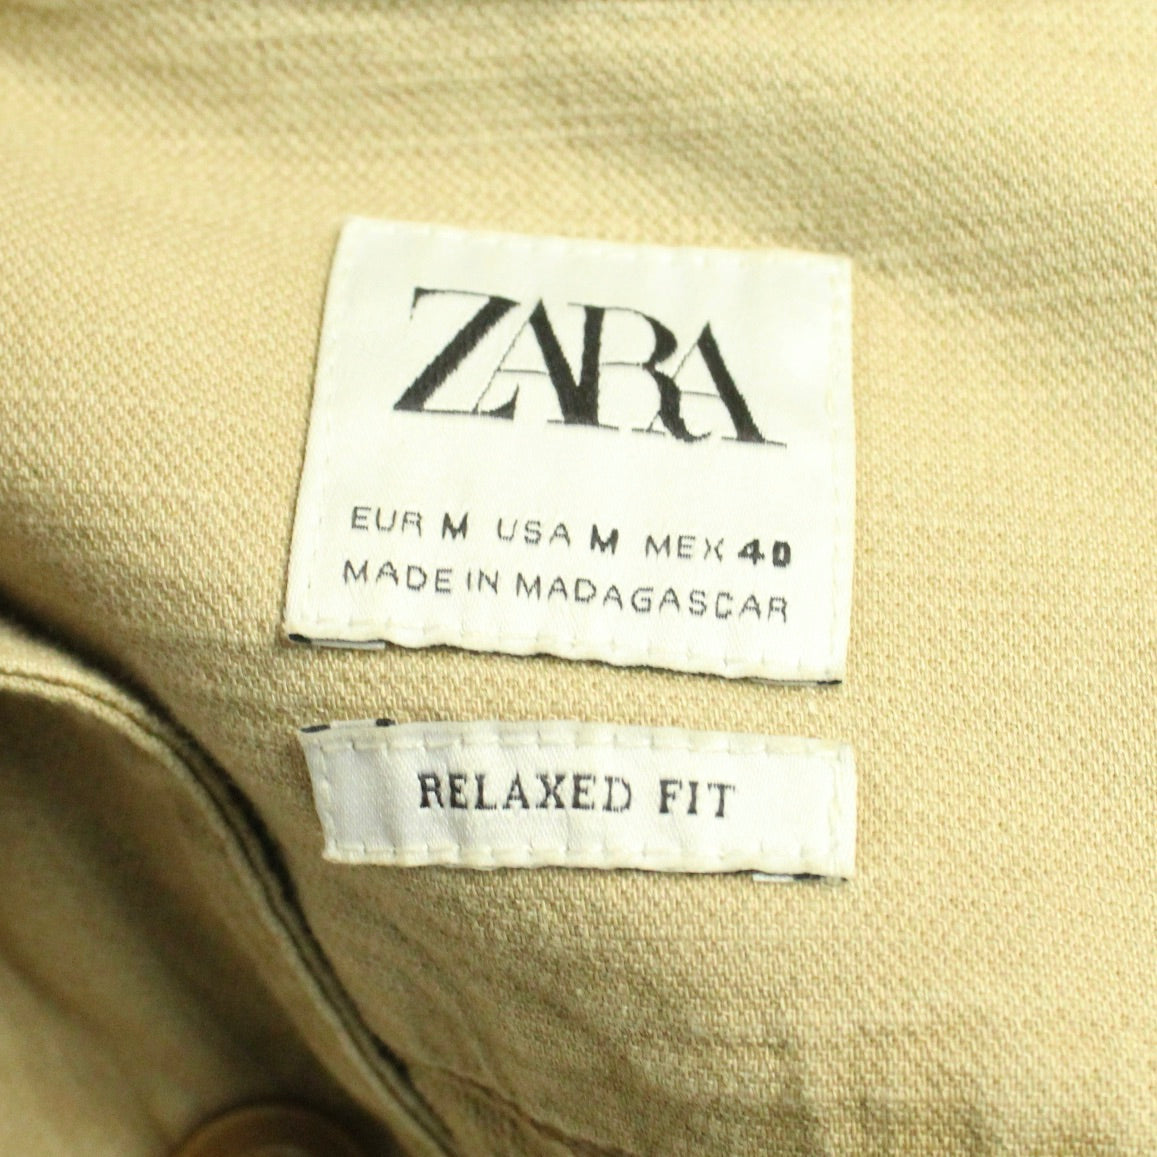 ZARA
EUR M USA M MEX 40
MADE IN MADAGASCAR
RELAXED FIT